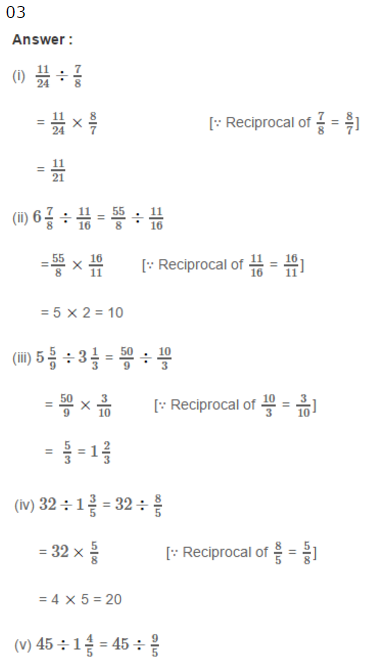 03
Answer :
(i) 11/24 ÷ 7/8
= 11/24 × 8/7 [∵ Reciprocal of 7/8 = 8/7]
= 11/21
(ii) 6 7/8 ÷ 11/16 = 55/8 ÷ 11/16
= 55/8 × 16/11 [∵ Reciprocal of 11/16 = 16/11]
= 5 × 2 = 10
(iii) 5 5/9 ÷ 3 1/3 = 50/9 ÷ 10/3
= 50/9 × 3/10 [∵ Reciprocal of 10/3 = 3/10]
= 5/3 = 1 2/3
(iv) 32 ÷ 1 3/5 = 32 ÷ 8/5
= 32 × 5/8 [∵ Reciprocal of 8/5 = 5/8]
= 4 × 5 = 20
(v) 45 ÷ 1 4/5 = 45 ÷ 9/5